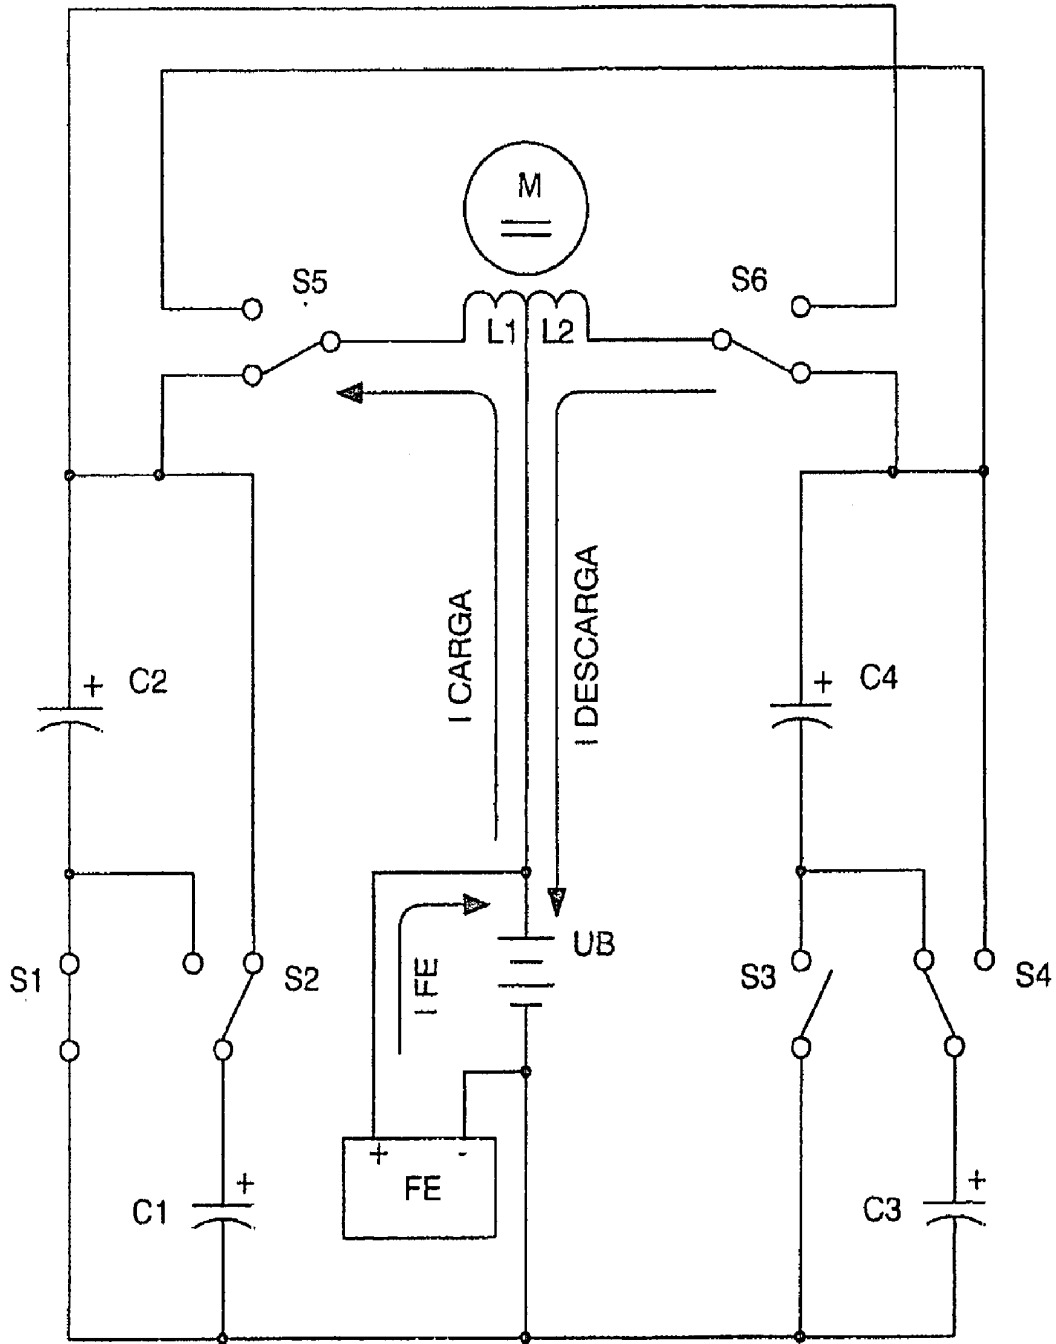 M
S5
S6
L1
L2
I CARGA
I DESCARGA
+
C2
+
C4
I FE
UB
S1
S2
S3
S4
+
-
FE
+
C1
+
C3